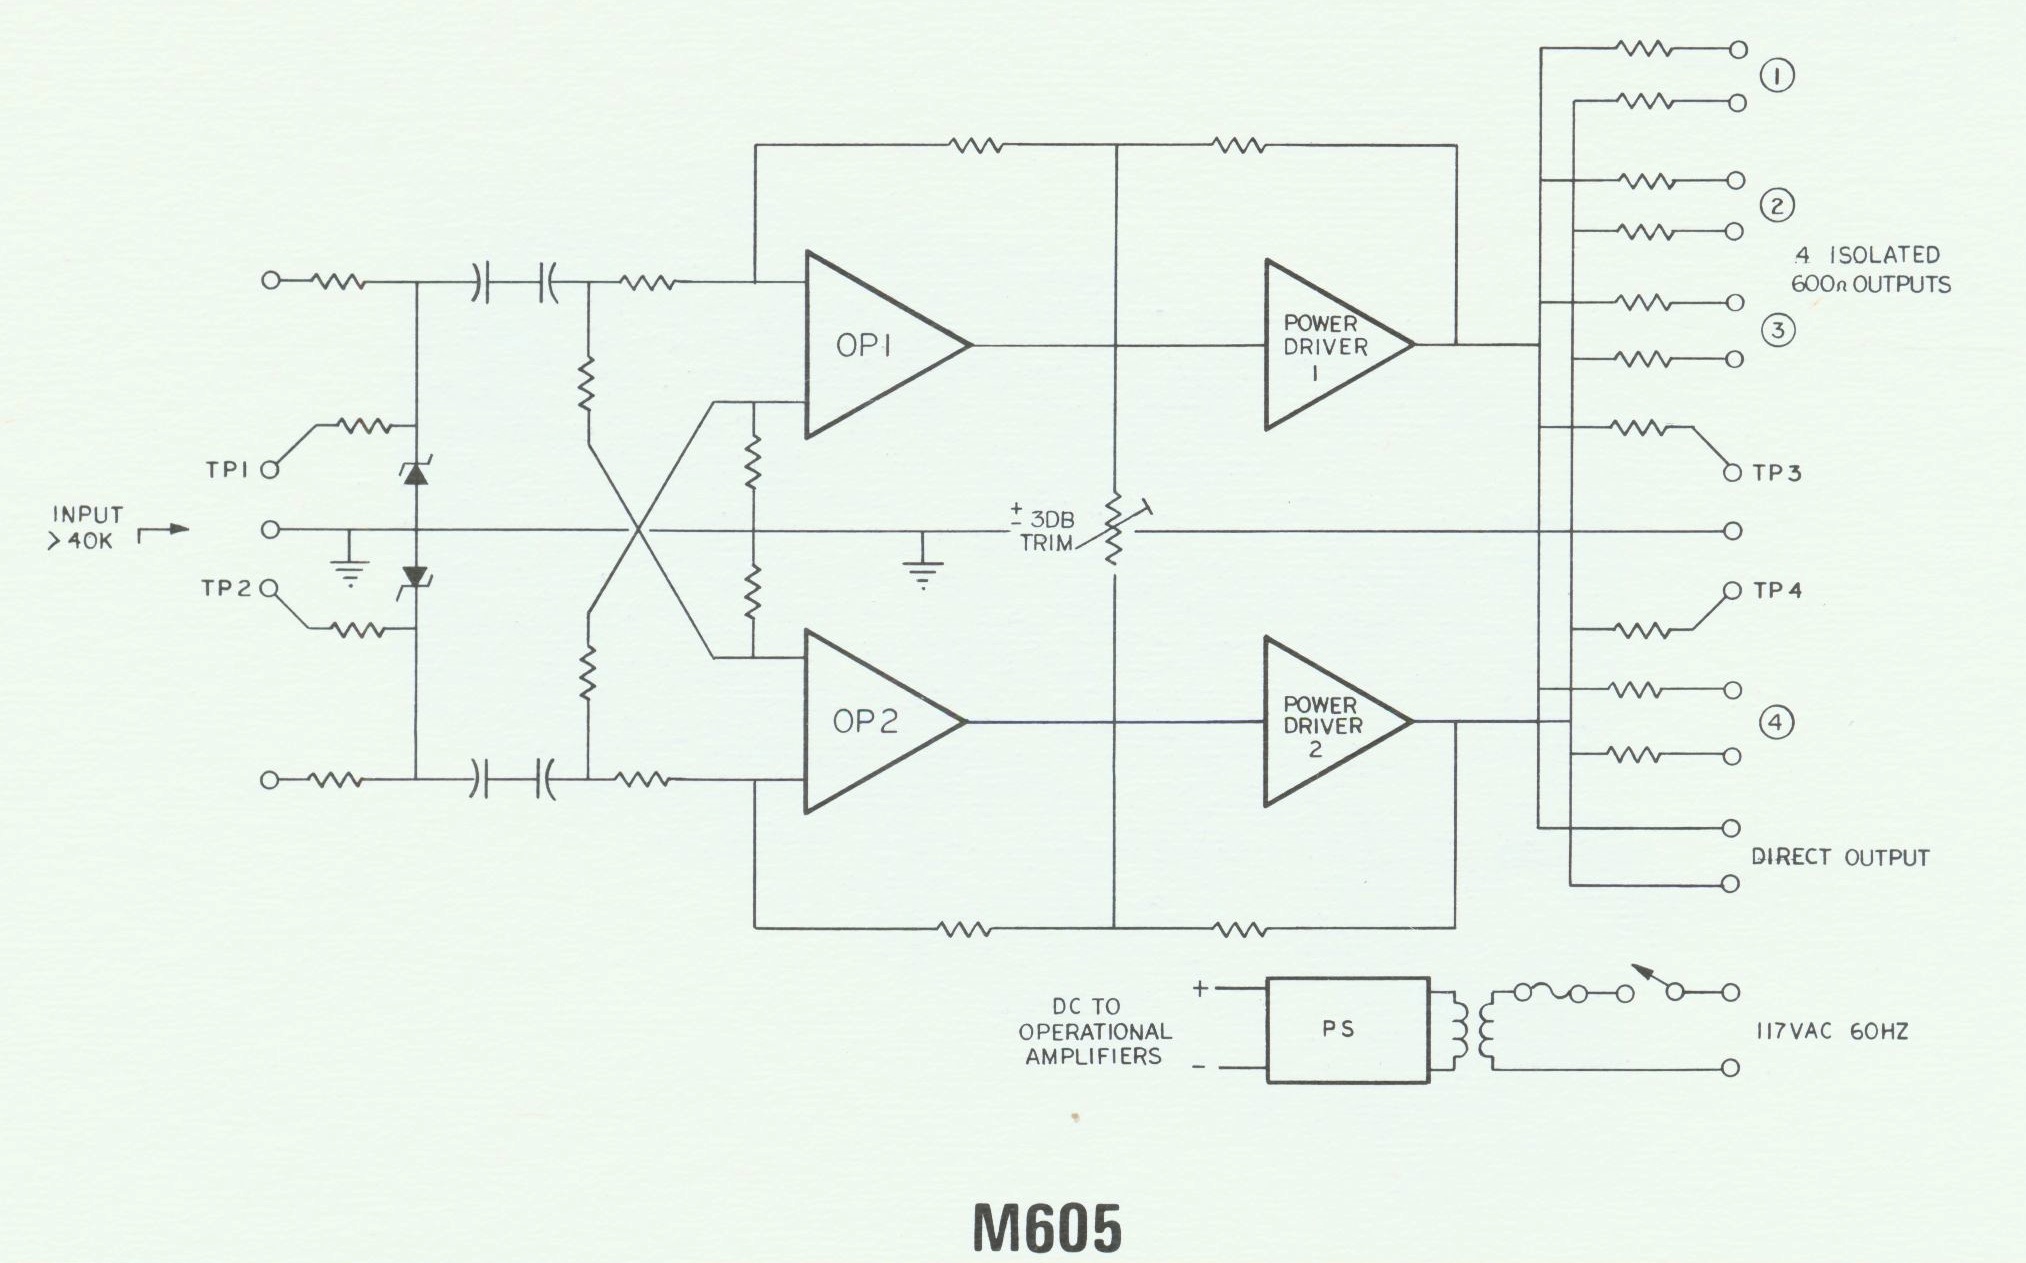 1
2
4 ISOLATED
600Ω OUTPUTS
3
OP1
POWER
DRIVER
1
TP1
TP3
INPUT
>40K
± 3DB
TRIM
TP2
TP4
OP2
POWER
DRIVER
2
4
DIRECT OUTPUT
+
DC TO
OPERATIONAL
AMPLIFIERS
-
PS
117VAC 60HZ
M605